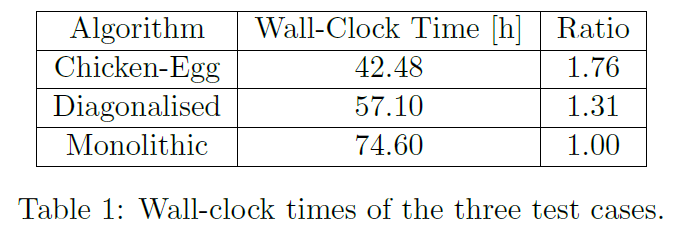 Algorithm Wall-Clock Time [h] Ratio
Chicken-Egg 42.48 1.76
Diagonalised 57.10 1.31
Monolithic 74.60 1.00
Table 1: Wall-clock times of the three test cases.